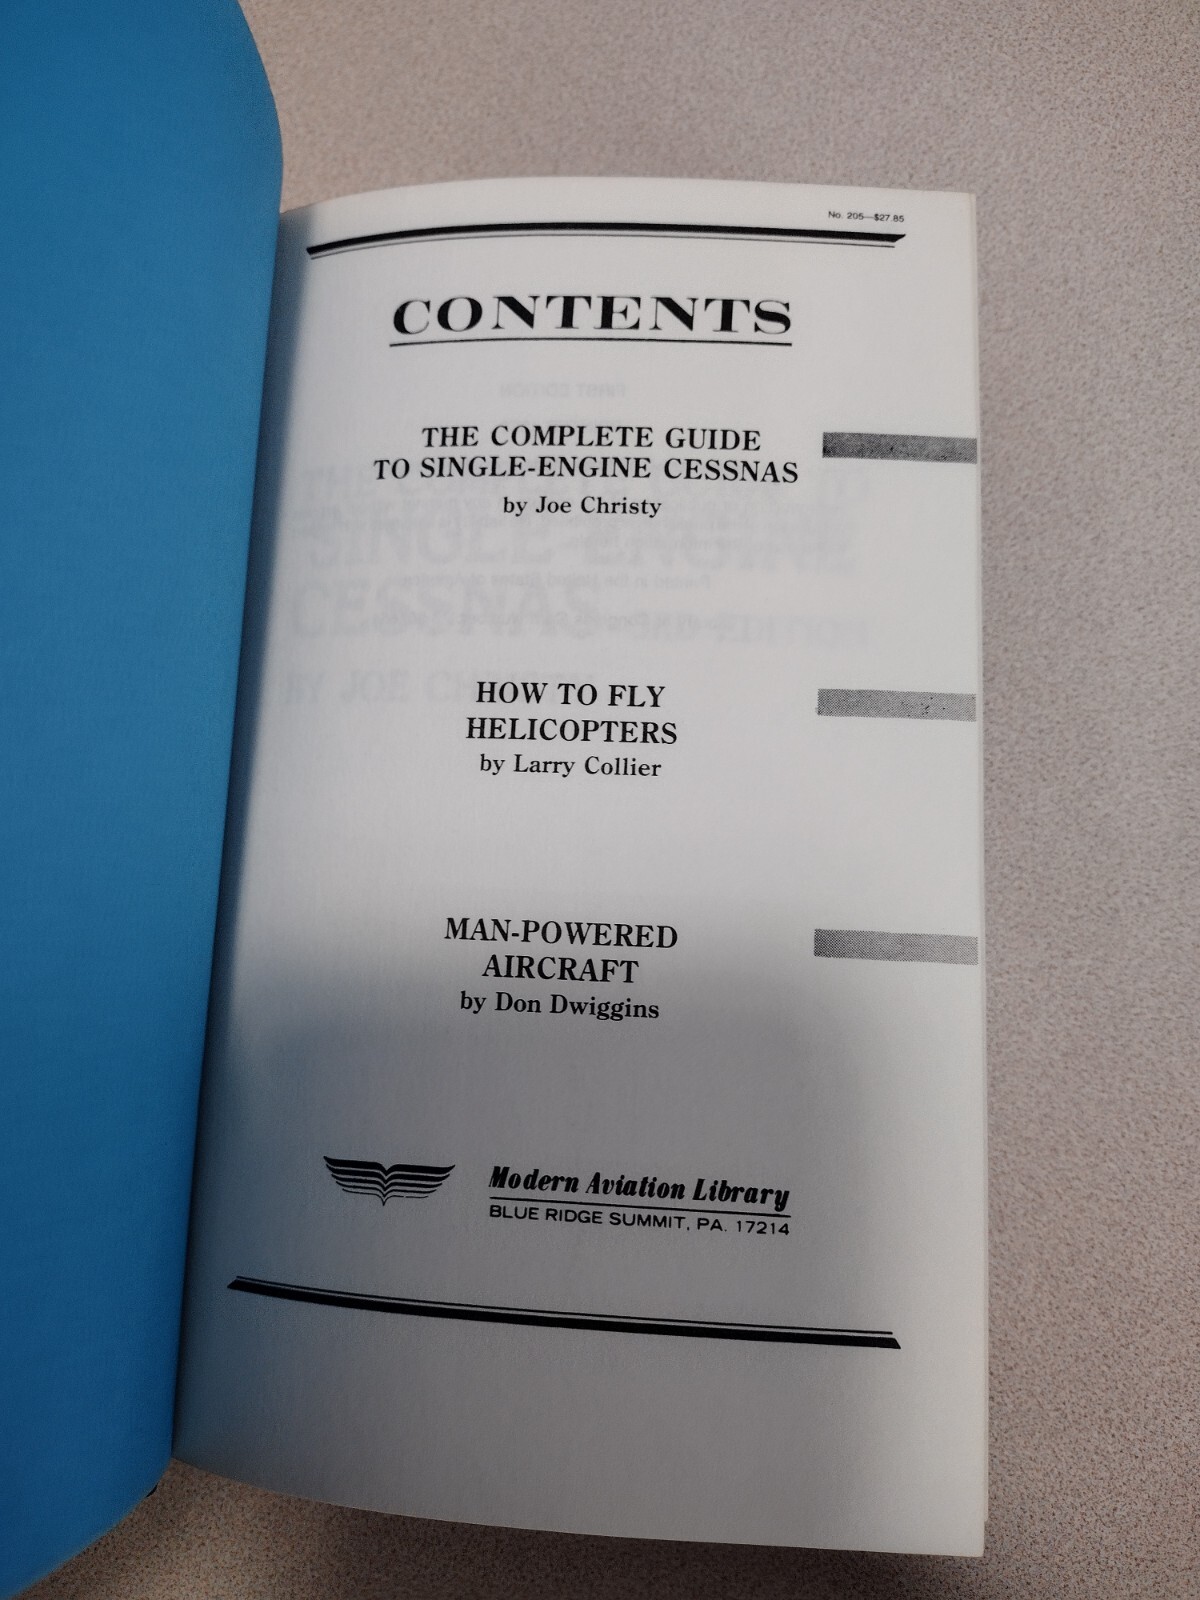 No. 205—$27.85
CONTENTS
THE COMPLETE GUIDE
TO SINGLE-ENGINE CESSNAS
by Joe Christy
HOW TO FLY
HELICOPTERS
by Larry Collier
MAN-POWERED
AIRCRAFT
by Don Dwiggins
Modern Aviation Library
BLUE RIDGE SUMMIT, PA. 17214